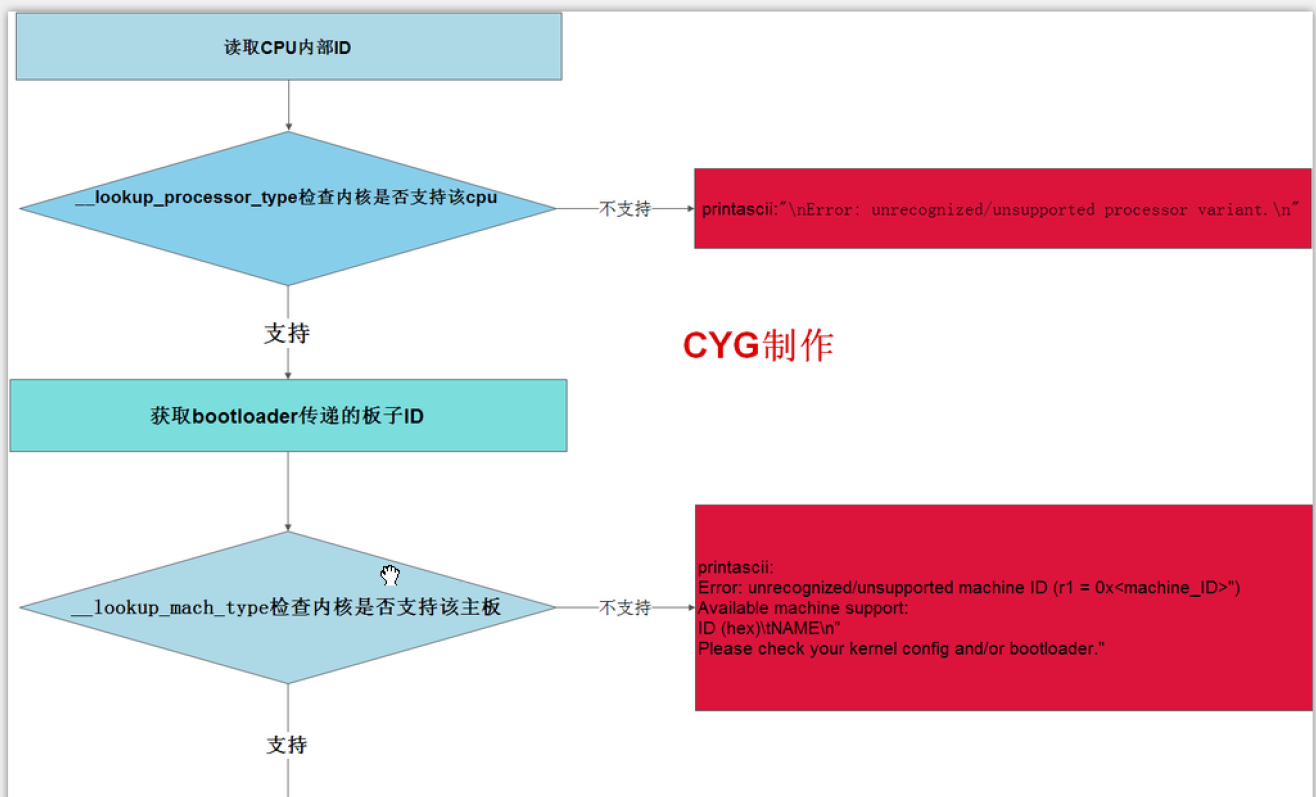 读取CPU内部ID
__lookup_processor_type检查内核是否支持该cpu
不支持
printascii:"\nError: unrecognized/unsupported processor variant.\n"
支持
CYG制作
获取bootloader传递的板子ID
__lookup_mach_type检查内核是否支持该主板
不支持
printascii:
Error: unrecognized/unsupported machine ID (r1 = 0x<machine_ID>")
Available machine support:
ID (hex)\tNAME\n"
Please check your kernel config and/or bootloader."
支持